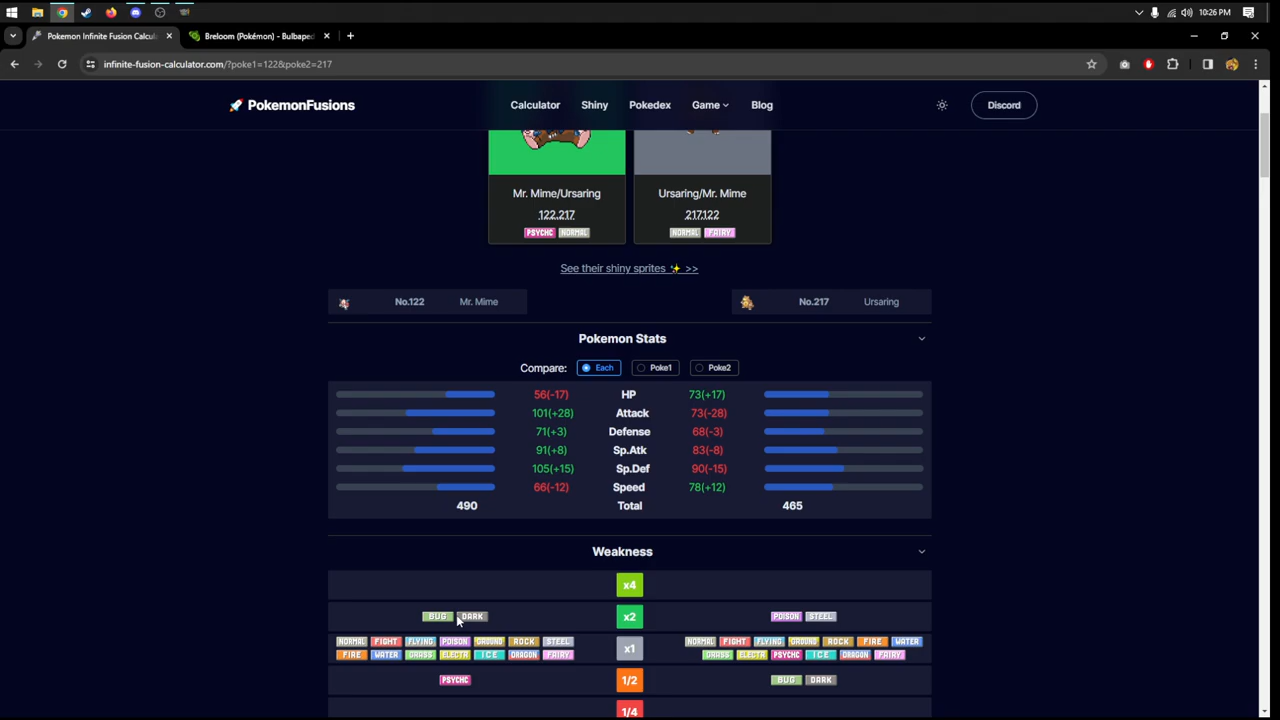 10:26 PM
Pokemon Infinite Fusion Calcula
Breloom (Pokémon) - Bulbaped
infinite-fusion-calculator.com/?poke1=122&poke2=217
PokemonFusions
Calculator Shiny Pokedex Game Blog
Discord
Mr. Mime/Ursaring Ursaring/Mr. Mime
122.217 217.122
PSYCHC NORMAL NORMAL FAIRY
See their shiny sprites ✨ >>
No.122 Mr. Mime No.217 Ursaring
Pokemon Stats
Compare: Each Poke1 Poke2
56(-17) HP 73(+17)
101(+28) Attack 73(-28)
71(+3) Defense 68(-3)
91(+8) Sp.Atk 83(-8)
105(+15) Sp.Def 90(-15)
66(-12) Speed 78(+12)
490 Total 465
Weakness
x4
BUG DARK x2 POISON STEEL
NORMAL FIGHT FLYING POISON GROUND ROCK STEEL x1 NORMAL FIGHT FLYING GROUND ROCK FIRE WATER
FIRE WATER GRASS ELECTR ICE DRAGON FAIRY GRASS ELECTR PSYCHC ICE DRAGON FAIRY
PSYCHC 1/2 BUG DARK
1/4